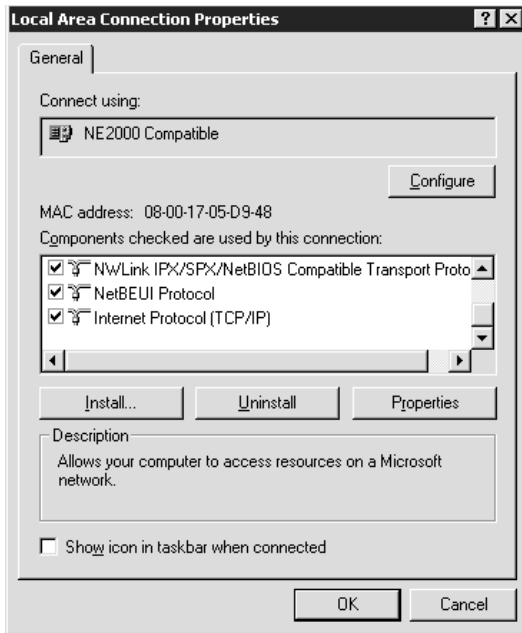 Local Area Connection Properties
General
Connect using:
NE2000 Compatible
Configure
MAC address: 08-00-17-05-D9-48
Components checked are used by this connection:
NWLink IPX/SPX/NetBIOS Compatible Transport Proto
NetBEUI Protocol
Internet Protocol (TCP/IP)
Install... Uninstall Properties
Description
Allows your computer to access resources on a Microsoft
network.
Show icon in taskbar when connected
OK Cancel